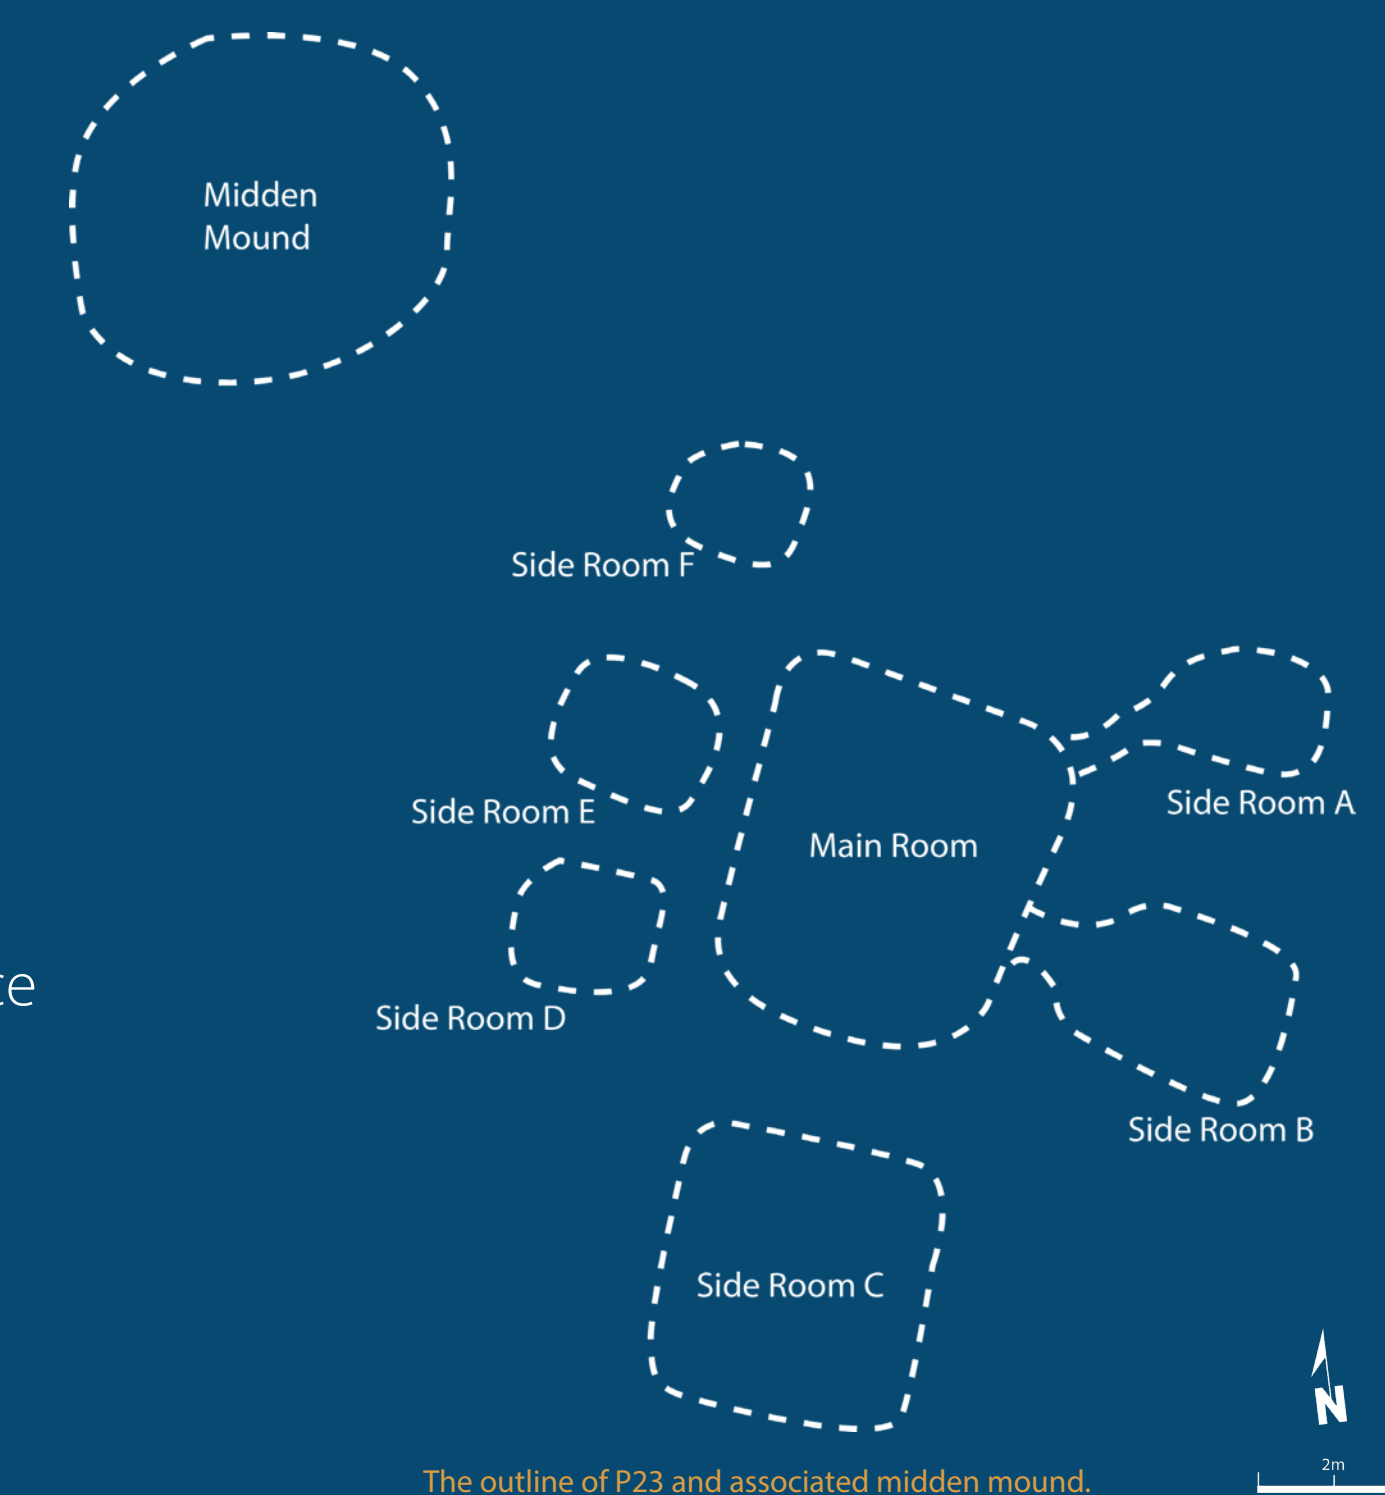 Midden
Mound
Side Room F
Side Room A
Side Room E
Main Room
Side Room D
Side Room B
Side Room C
N
2m
The outline of P23 and associated midden mound.